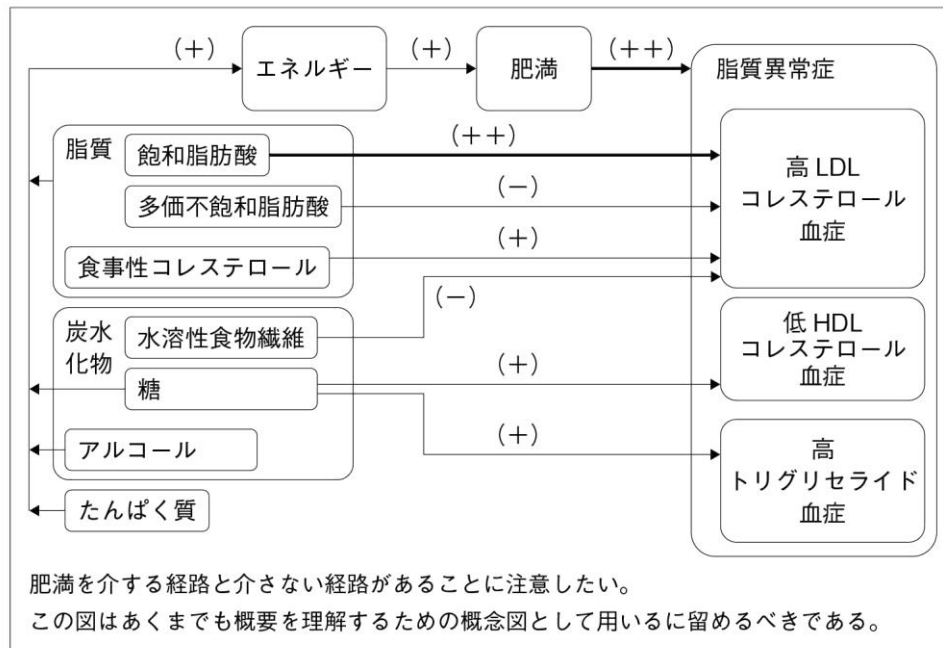 (+)
エネルギー
(+)
肥満
(++)
脂質異常症
脂質
飽和脂肪酸
(++)
多価不飽和脂肪酸
(-)
食事性コレステロール
(+)
高 LDL
コレステロール
血症
炭水
化物
水溶性食物繊維
(-)
糖
(+)
低 HDL
コレステロール
血症
(+)
アルコール
高
トリグリセライド
血症
たんぱく質
肥満を介する経路と介さない経路があることに注意したい。
この図はあくまでも概要を理解するための概念図として用いるに留めるべきである。